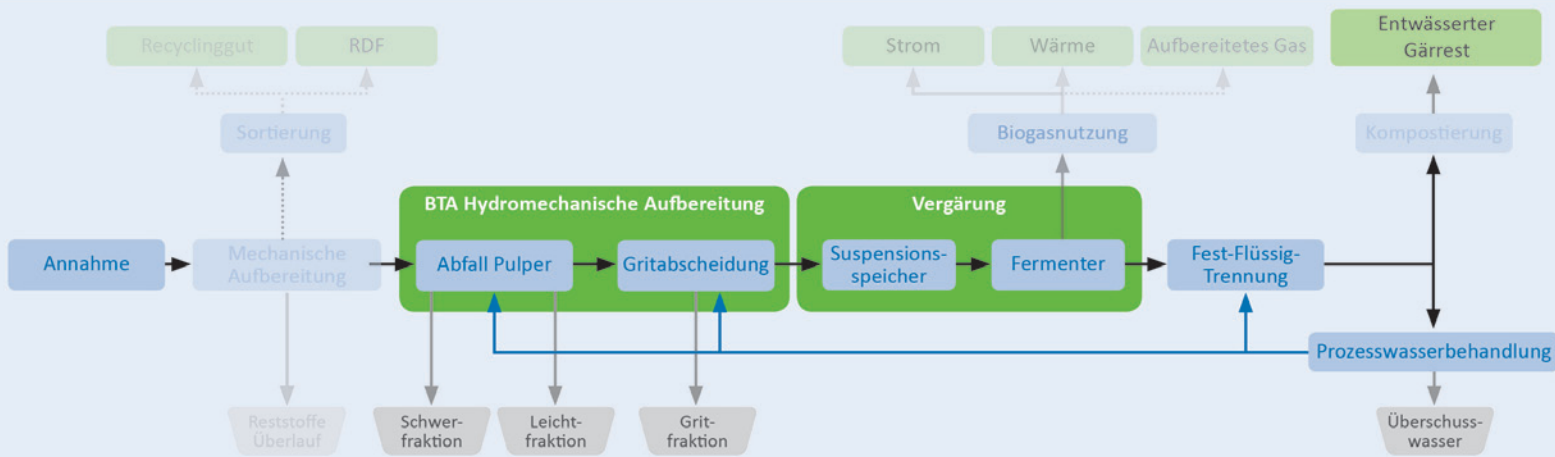 Recyclinggut
RDF
Strom
Wärme
Aufbereitetes Gas
Entwässerter
Gärrest
Sortierung
Biogasnutzung
Kompostierung
BTA Hydromechanische Aufbereitung
Vergärung
Annahme
Mechanische
Aufbereitung
Abfall Pulper
Gritabscheidung
Suspensions-
speicher
Fermenter
Fest-Flüssig-
Trennung
Prozesswasserbehandlung
Reststoffe
Überlauf
Schwer-
fraktion
Leicht-
fraktion
Grit-
fraktion
Überschuss-
wasser